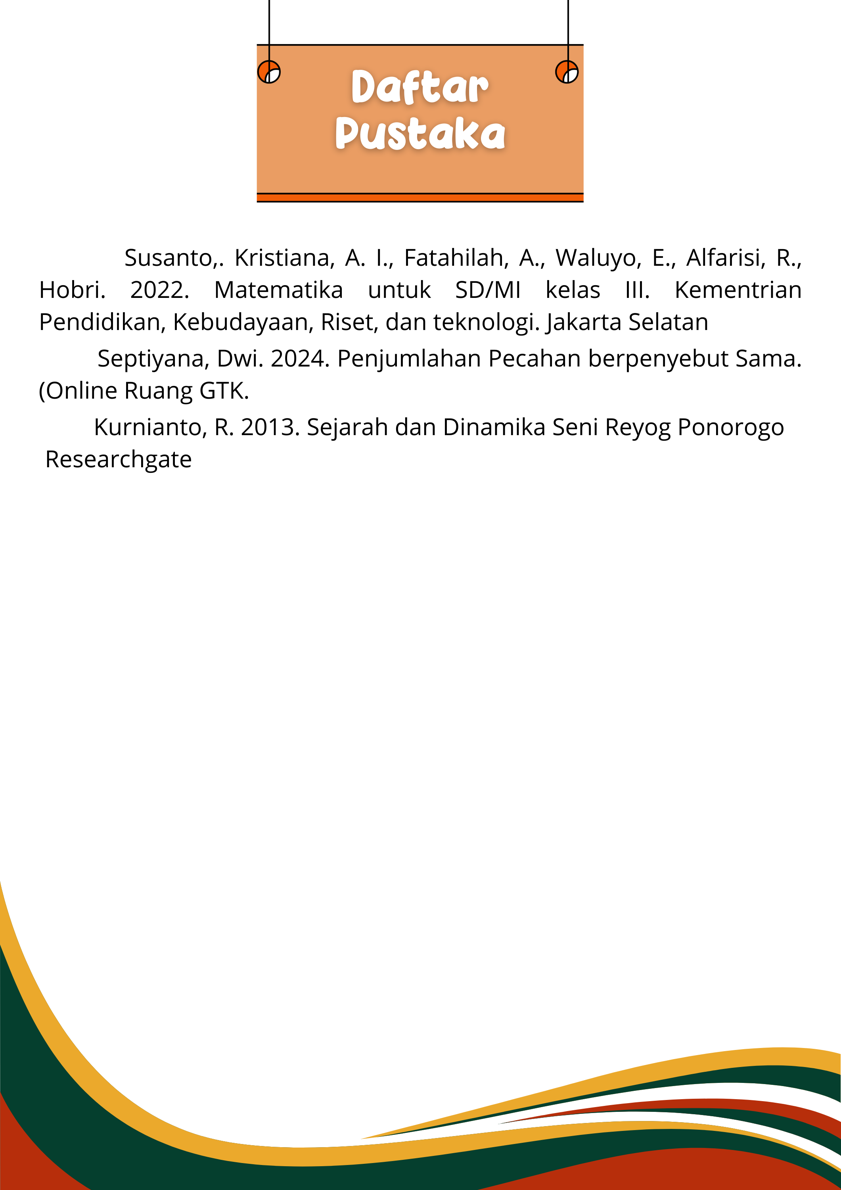 Daftar
Pustaka
Susanto,. Kristiana, A. I., Fatahilah, A., Waluyo, E., Alfarisi, R.,
Hobri. 2022. Matematika untuk SD/MI kelas III. Kementrian
Pendidikan, Kebudayaan, Riset, dan teknologi. Jakarta Selatan
Septiyana, Dwi. 2024. Penjumlahan Pecahan berpenyebut Sama.
(Online Ruang GTK.
Kurnianto, R. 2013. Sejarah dan Dinamika Seni Reyog Ponorogo
Researchgate